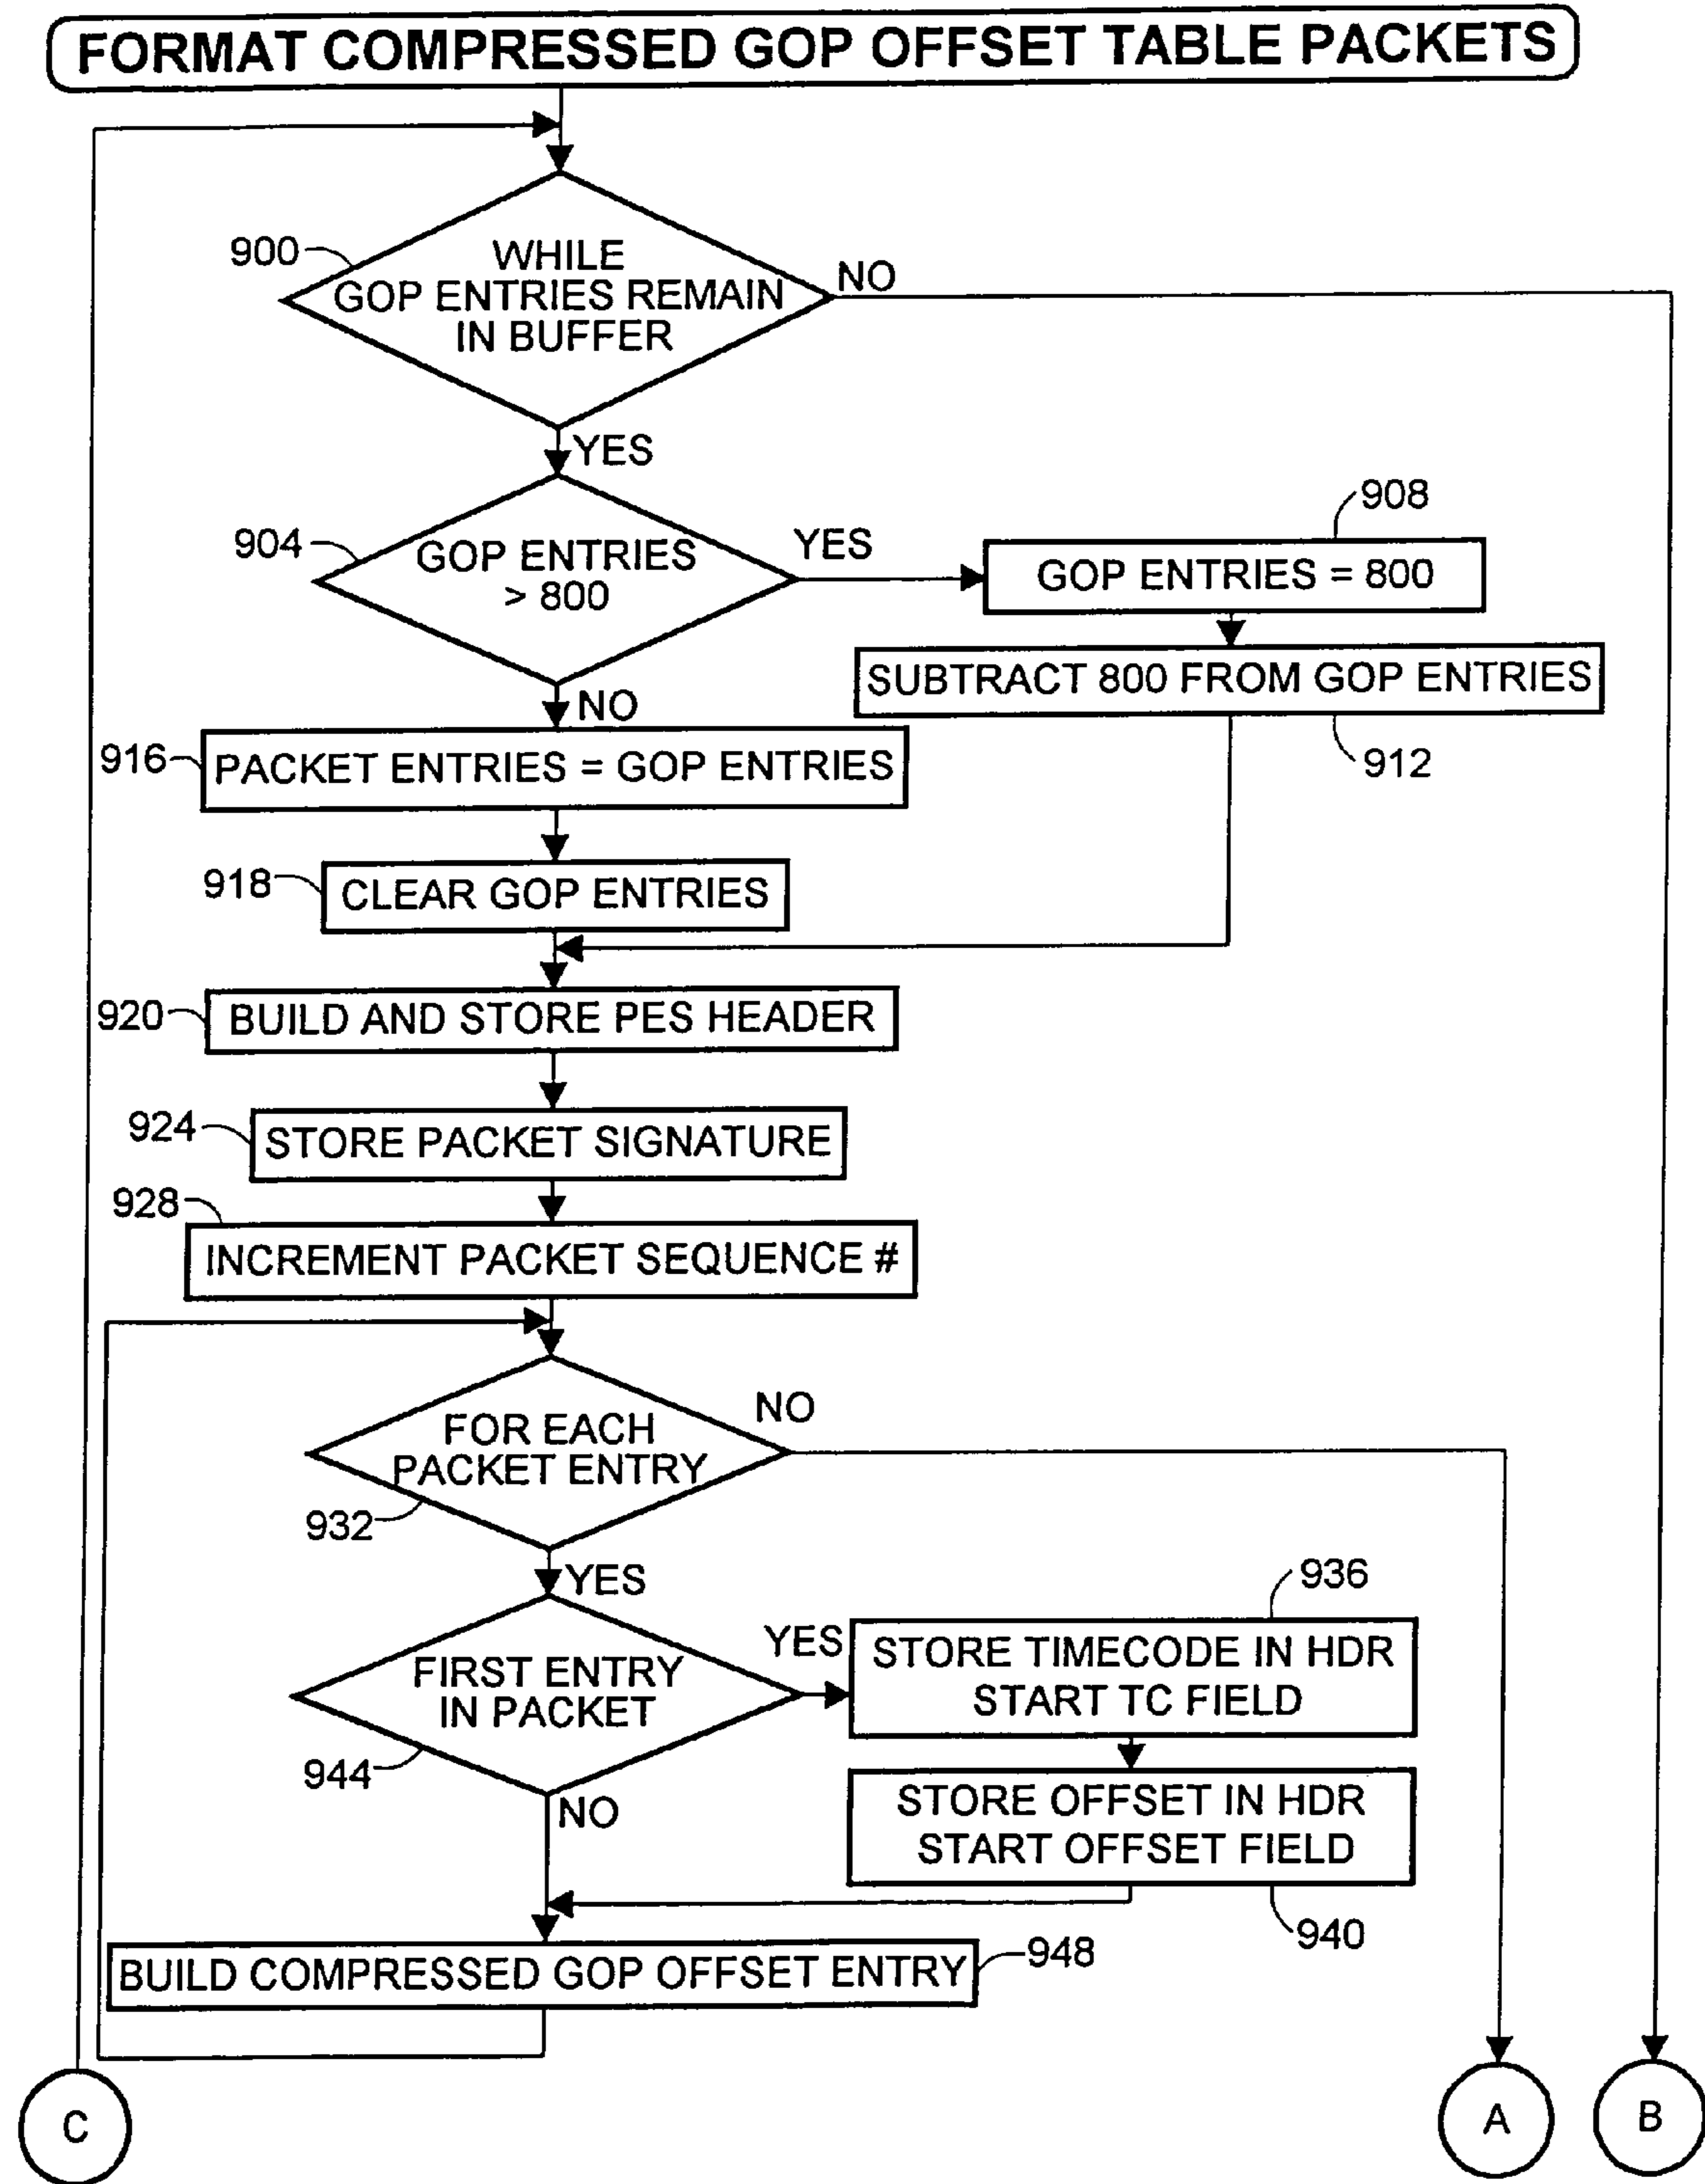 FORMAT COMPRESSED GOP OFFSET TABLE PACKETS
900
WHILE
GOP ENTRIES REMAIN
IN BUFFER
NO
YES
904
GOP ENTRIES
> 800
YES
908
GOP ENTRIES = 800
SUBTRACT 800 FROM GOP ENTRIES
912
NO
916
PACKET ENTRIES = GOP ENTRIES
918
CLEAR GOP ENTRIES
920
BUILD AND STORE PES HEADER
924
STORE PACKET SIGNATURE
928
INCREMENT PACKET SEQUENCE #
FOR EACH
PACKET ENTRY
NO
932
YES
FIRST ENTRY
IN PACKET
944
YES
936
STORE TIMECODE IN HDR
START TC FIELD
STORE OFFSET IN HDR
START OFFSET FIELD
940
NO
BUILD COMPRESSED GOP OFFSET ENTRY
948
C
A
B